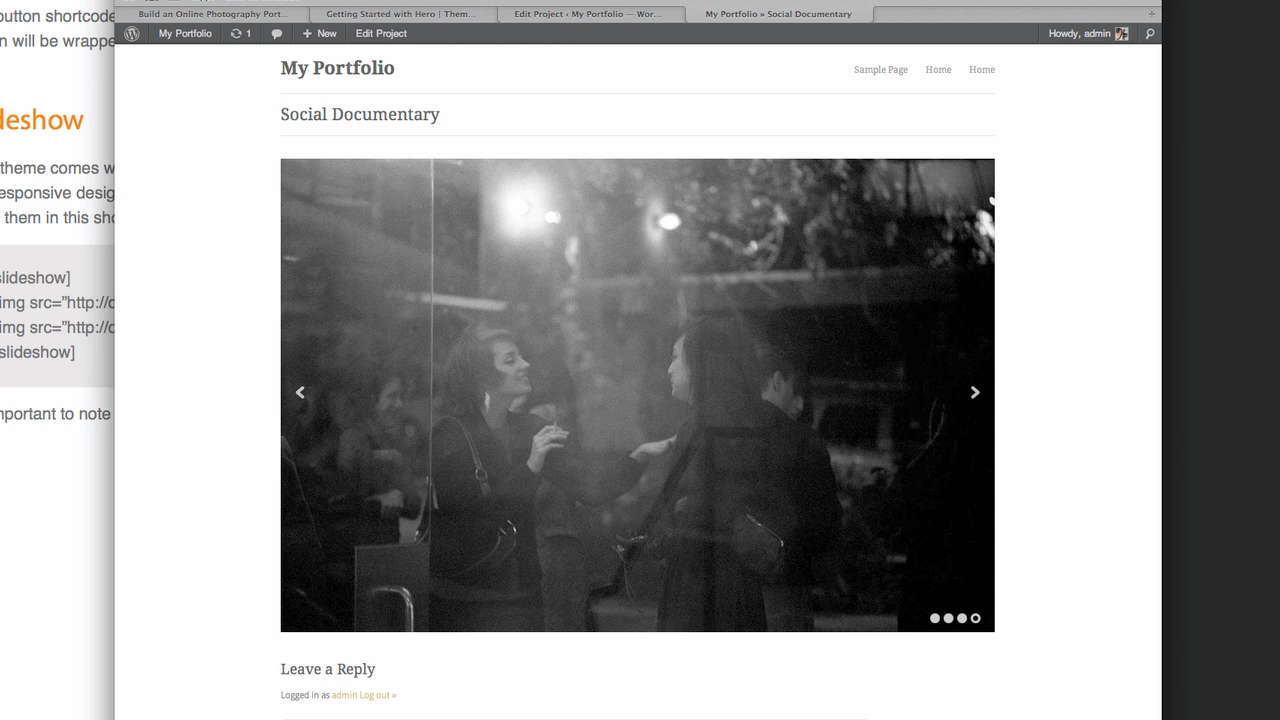 Build an Online Photography Port...
Getting Started with Hero | Them...
Edit Project ‹ My Portfolio — Wor...
My Portfolio » Social Documentary
+
My Portfolio
1
+ New
Edit Project
Howdy, admin
My Portfolio
Sample Page
Home
Home
Social Documentary
Leave a Reply
Logged in as admin Log out »
utton shortcode
n will be wrappe
deshow
theme comes w
esponsive desig
them in this sho
slideshow]
img src=”http://
img src=”http://
slideshow]
mportant to note